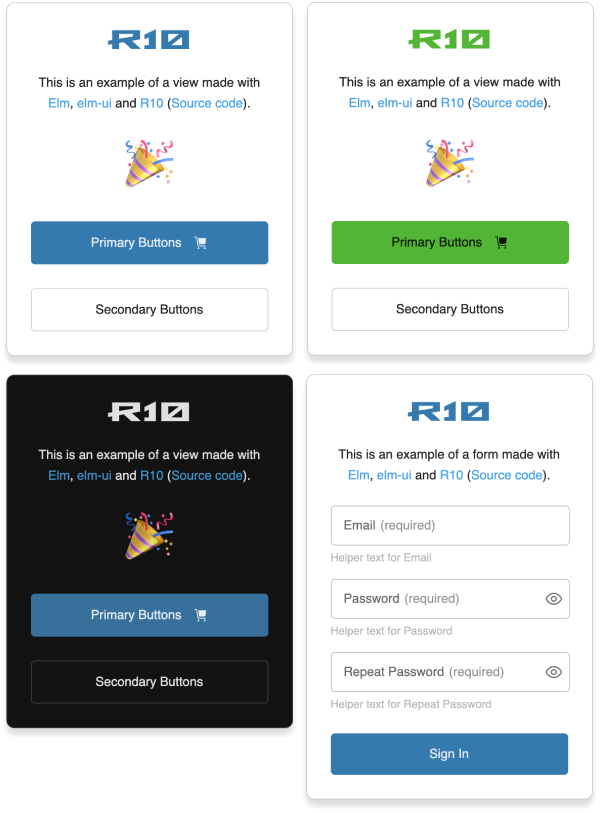 R10
This is an example of a view made with
Elm, elm-ui and R10 (Source code).
Primary Buttons
Secondary Buttons
R10
This is an example of a view made with
Elm, elm-ui and R10 (Source code).
Primary Buttons
Secondary Buttons
R10
This is an example of a view made with
Elm, elm-ui and R10 (Source code).
Primary Buttons
Secondary Buttons
R10
This is an example of a form made with
Elm, elm-ui and R10 (Source code).
Email (required)
Helper text for Email
Password (required)
Helper text for Password
Repeat Password (required)
Helper text for Repeat Password
Sign In